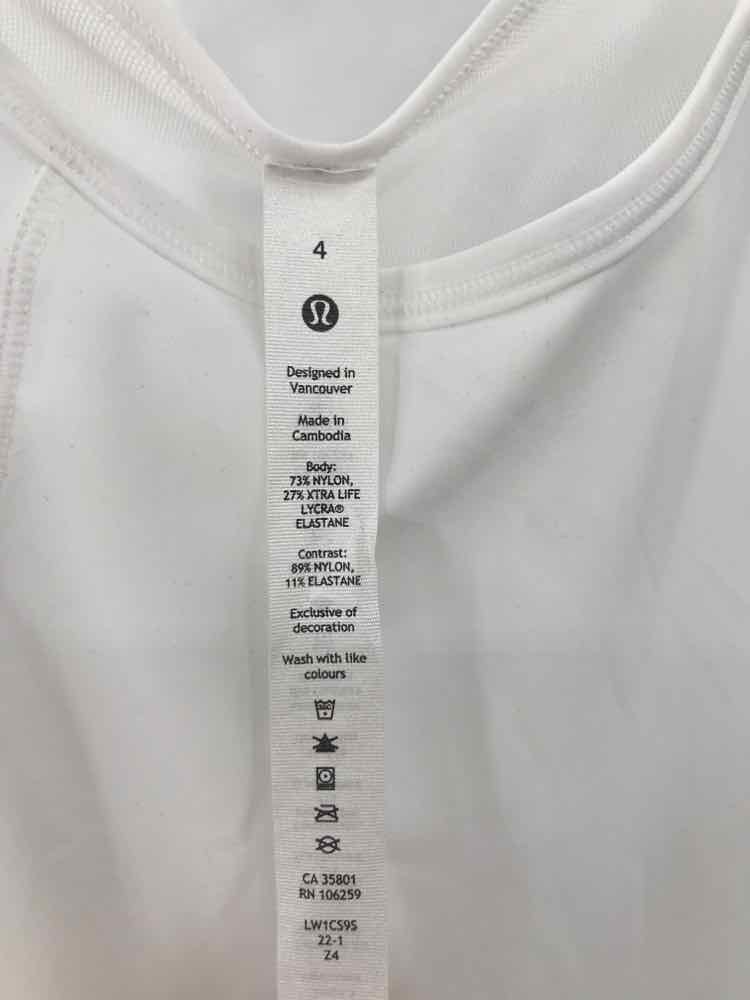 4
Designed in
Vancouver
Made in
Cambodia
Body:
73% NYLON,
27% XTRA LIFE
LYCRA®
ELASTANE
Contrast:
89% NYLON,
11% ELASTANE
Exclusive of
decoration
Wash with like
colours
CA 35801
RN 106259
LW1CS9S
22-1
Z4